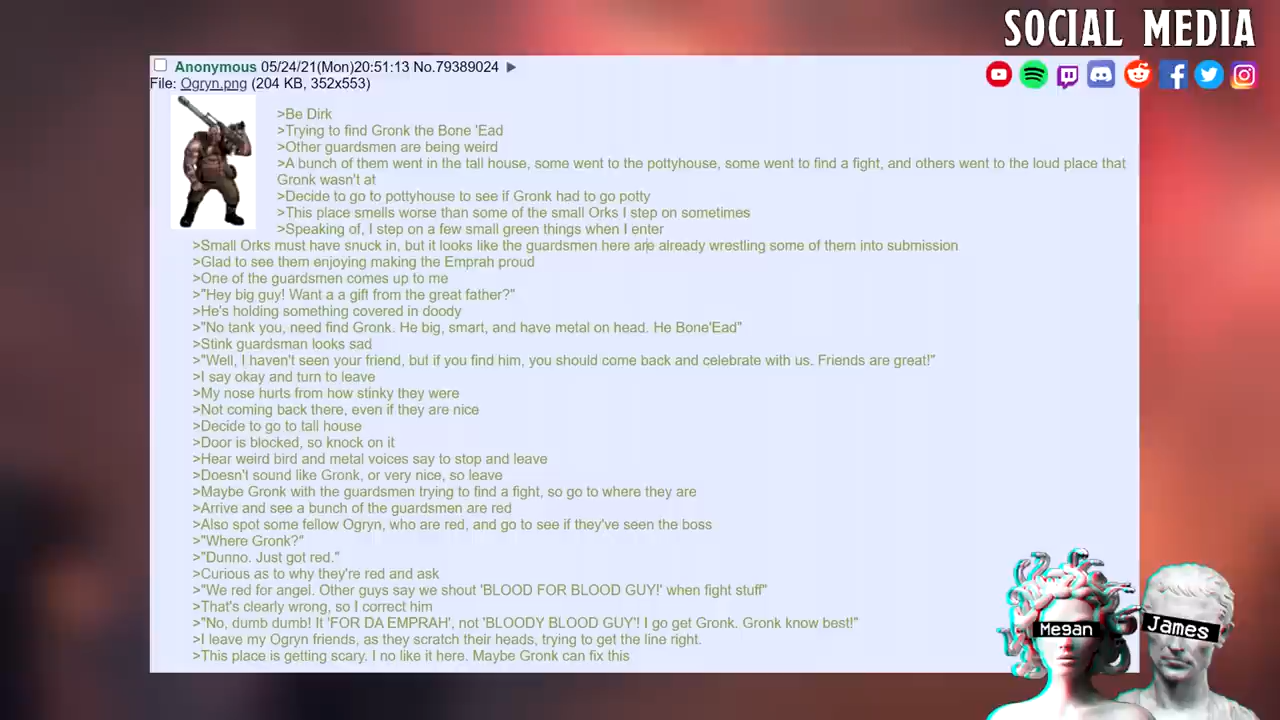 SOCIAL MEDIA
Anonymous 05/24/21(Mon)20:51:13 No.79389024 ▶
File: Ogryn.png (204 KB, 352x553)
>Be Dirk
>Trying to find Gronk the Bone 'Ead
>Other guardsmen are being weird
>A bunch of them went in the tall house, some went to the pottyhouse, some went to find a fight, and others went to the loud place that
Gronk wasn't at
>Decide to go to pottyhouse to see if Gronk had to go potty
>This place smells worse than some of the small Orks I step on sometimes
>Speaking of, I step on a few small green things when I enter
>Small Orks must have snuck in, but it looks like the guardsmen here are already wrestling some of them into submission
>Glad to see them enjoying making the Emprah proud
>One of the guardsmen comes up to me
>"Hey big guy! Want a a gift from the great father?"
>He's holding something covered in doody
>"No tank you, need find Gronk. He big, smart, and have metal on head. He Bone'Ead"
>Stink guardsman looks sad
>"Well, I haven't seen your friend, but if you find him, you should come back and celebrate with us. Friends are great!"
>I say okay and turn to leave
>My nose hurts from how stinky they were
>Not coming back there, even if they are nice
>Decide to go to tall house
>Door is blocked, so knock on it
>Hear weird bird and metal voices say to stop and leave
>Doesn't sound like Gronk, or very nice, so leave
>Maybe Gronk with the guardsmen trying to find a fight, so go to where they are
>Arrive and see a bunch of the guardsmen are red
>Also spot some fellow Ogryn, who are red, and go to see if they've seen the boss
>"Where Gronk?"
>"Dunno. Just got red."
>Curious as to why they're red and ask
>"We red for angel. Other guys say we shout 'BLOOD FOR BLOOD GUY!' when fight stuff"
>That's clearly wrong, so I correct him
>"No, dumb dumb! It 'FOR DA EMPRAH', not 'BLOODY BLOOD GUY'! I go get Gronk. Gronk know best!"
>I leave my Ogryn friends, as they scratch their heads, trying to get the line right.
>This place is getting scary. I no like it here. Maybe Gronk can fix this
Megan
James